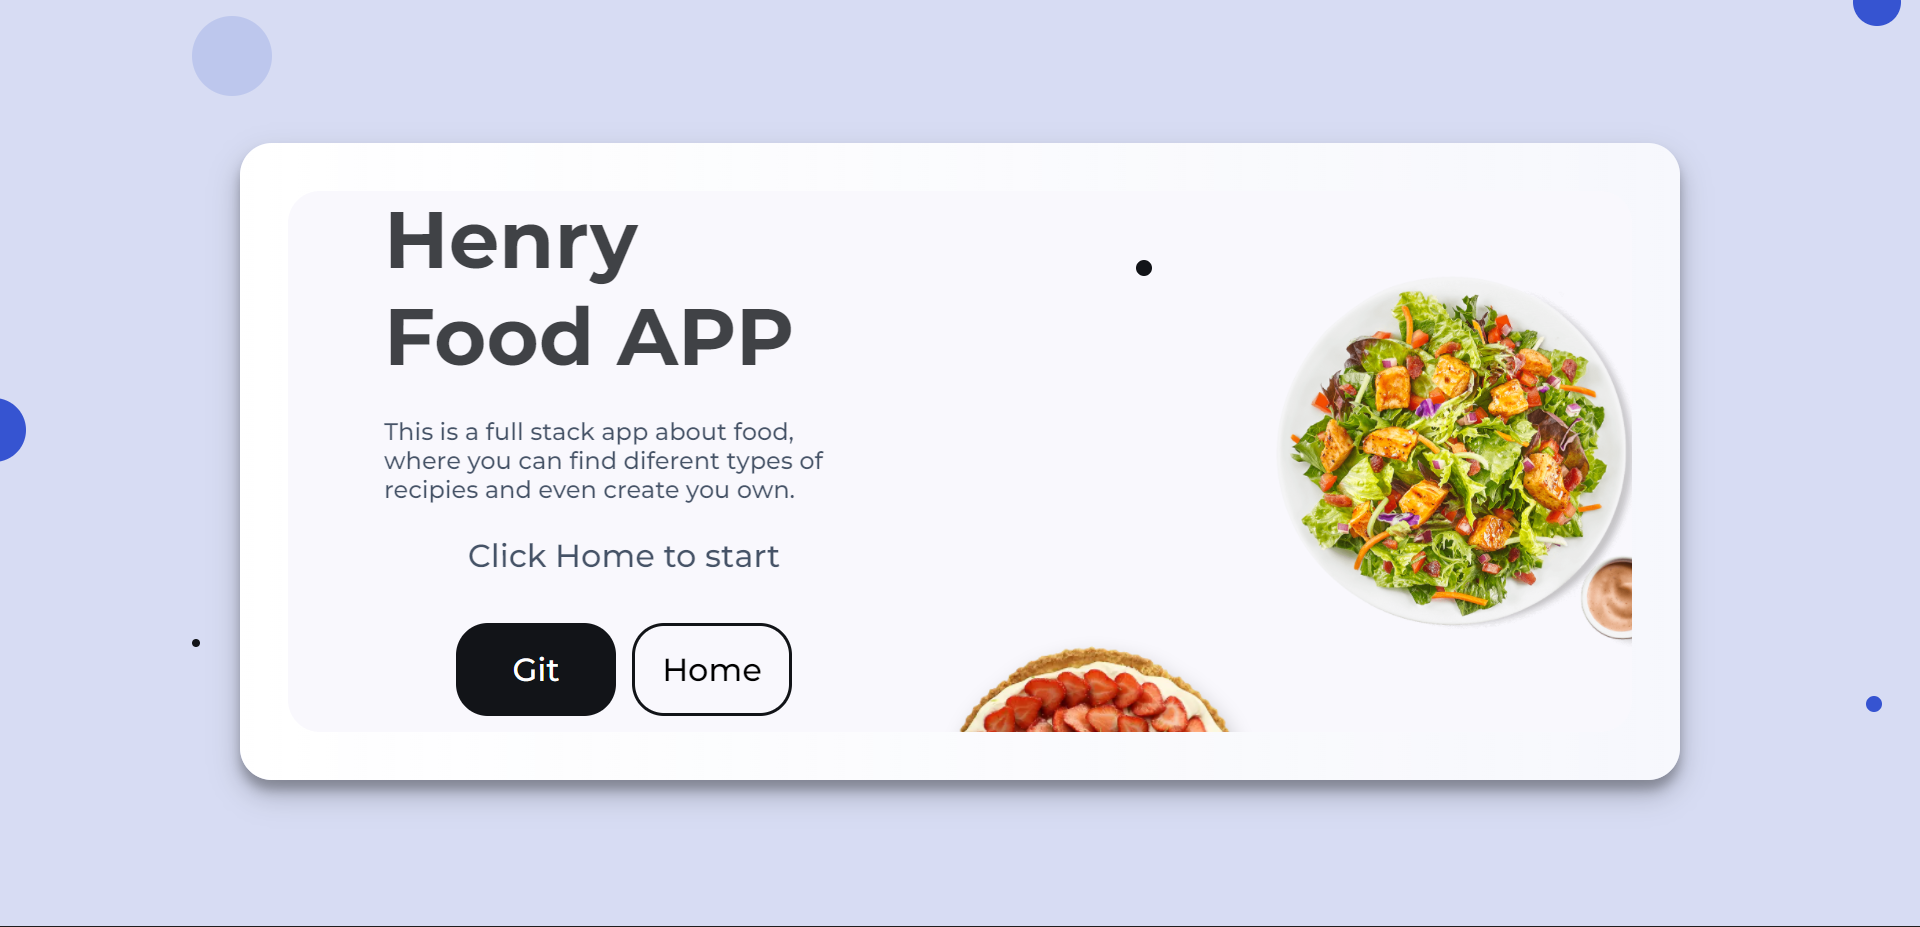 Henry
Food APP
This is a full stack app about food,
where you can find diferent types of
recipies and even create you own.
Click Home to start
Git
Home